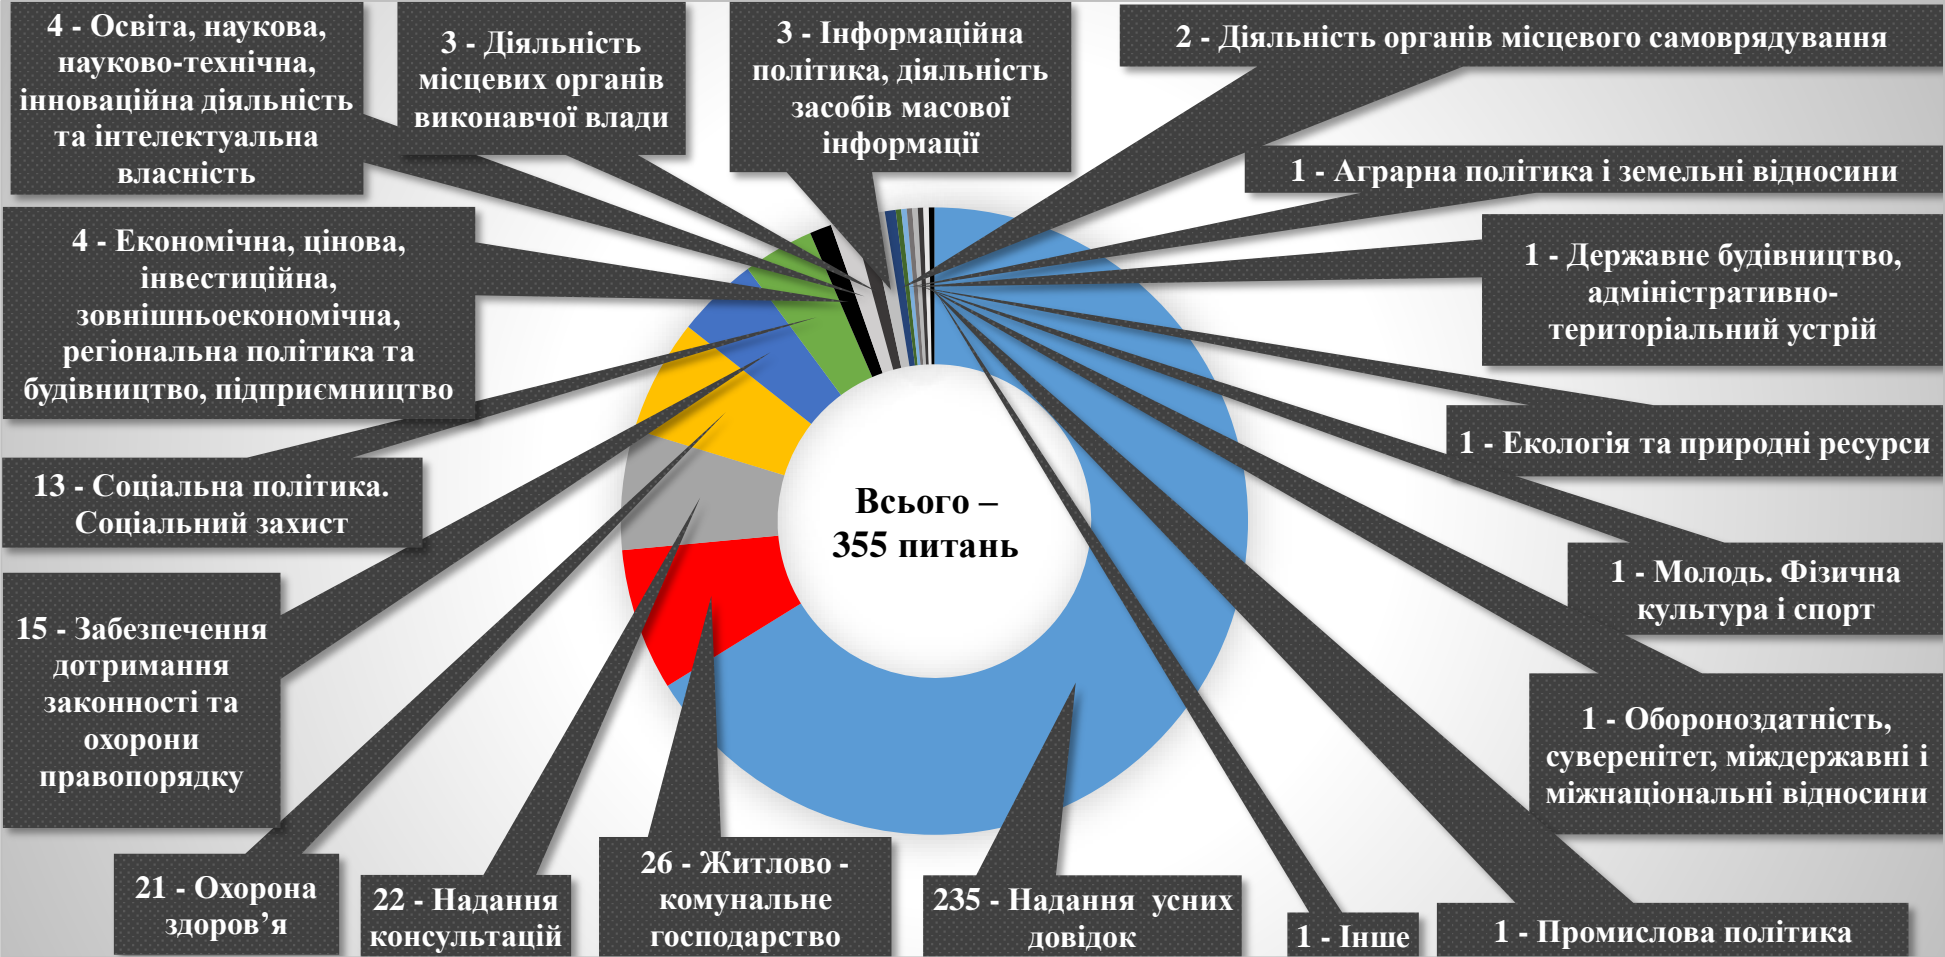 4 - Освіта, наукова,
науково-технічна,
інноваційна діяльність
та інтелектуальна
власність
3 - Діяльність
місцевих органів
виконавчої влади
3 - Інформаційна
політика, діяльність
засобів масової
інформації
2 - Діяльність органів місцевого самоврядування
1 - Аграрна політика і земельні відносини
1 - Державне будівництво,
адміністративно-
територіальний устрій
1 - Екологія та природні ресурси
1 - Молодь. Фізична
культура і спорт
1 - Обороноздатність,
суверенітет, міждержавні і
міжнаціональні відносини
1 - Промислова політика
1 - Інше
235 - Надання  усних
довідок
26 - Житлово -
комунальне
господарство
22 - Надання
консультацій
21 - Охорона
здоров’я
15 - Забезпечення
дотримання
законності та
охорони
правопорядку
13 - Соціальна політика.
Соціальний захист
4 - Економічна, цінова,
інвестиційна,
зовнішньоекономічна,
регіональна політика та
будівництво, підприємництво
Всього –
355 питань